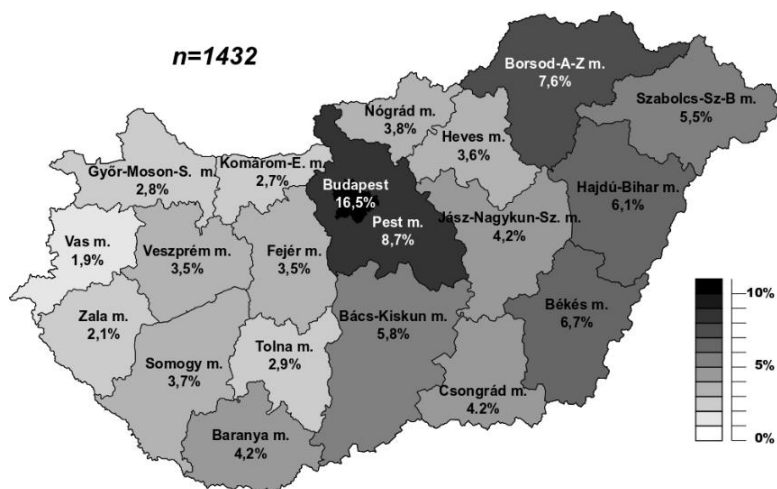 n=1432
Borsod-A-Z m.
7,6%
Szabolcs-Sz-B m.
5,5%
Nógrád m.
3,8%
Heves m.
3,6%
Győr-Moson-S. m.
2,8%
Komárom-E. m.
2,7%
Budapest
16,5%
Pest m.
8,7%
Jász-Nagykun-Sz. m.
4,2%
Hajdú-Bihar m.
6,1%
Vas m.
1,9%
Veszprém m.
3,5%
Fejér m.
3,5%
Zala m.
2,1%
Somogy m.
3,7%
Tolna m.
2,9%
Bács-Kiskun m.
5,8%
Békés m.
6,7%
Csongrád m.
4.2%
Baranya m.
4,2%
10%
5%
0%